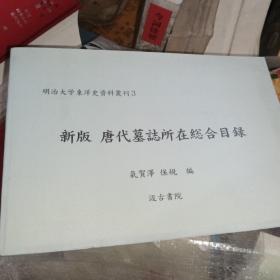 明治大学東洋史資料叢刊3
新版 唐代墓誌所在総合目録
氣賀澤 保規 編
汲古書院